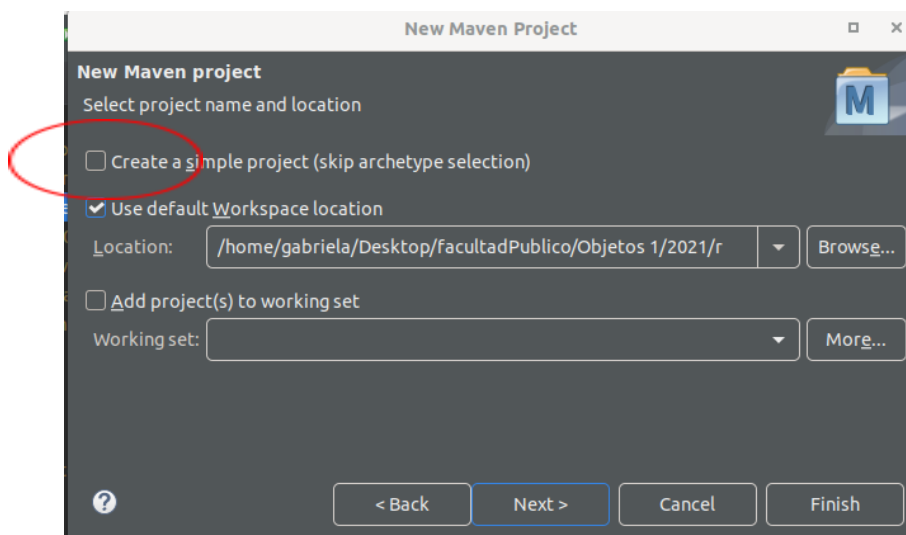 New Maven Project
New Maven project
Select project name and location
M
Create a simple project (skip archetype selection)
Use default Workspace location
Location: /home/gabriela/Desktop/facultadPublico/Objetos 1/2021/r Browse...
Add project(s) to working set
Working set: More...
? < Back Next > Cancel Finish